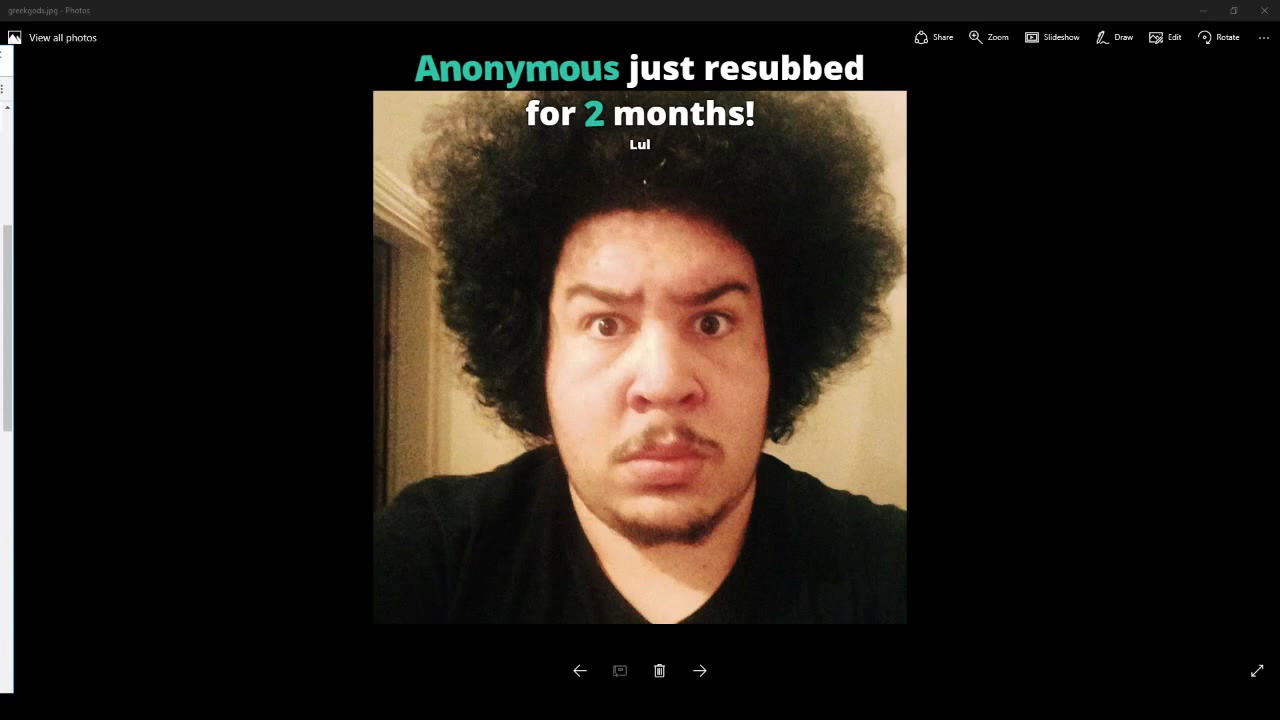 greekgods.jpg - Photos
View all photos
Share
Zoom
Slideshow
Draw
Edit
Rotate
Anonymous just resubbed
for 2 months!
Lul